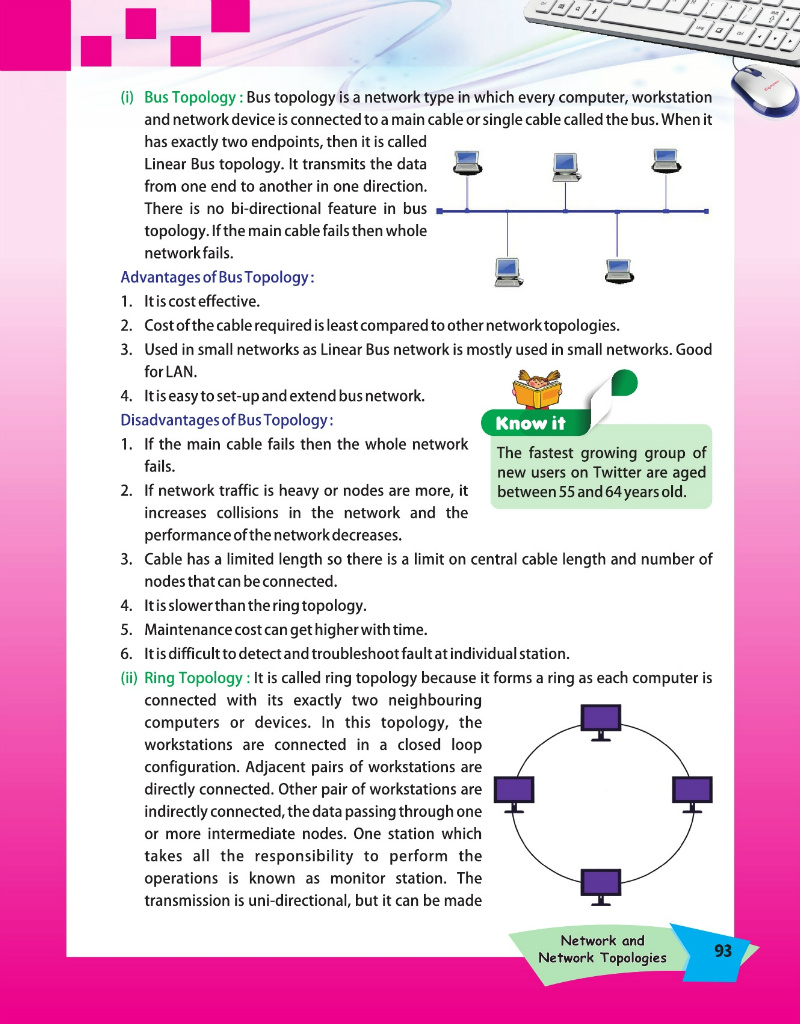 (i) Bus Topology : Bus topology is a network type in which every computer, workstation
and network device is connected to a main cable or single cable called the bus. When it
has exactly two endpoints, then it is called
Linear Bus topology. It transmits the data
from one end to another in one direction.
There is no bi-directional feature in bus
topology. If the main cable fails then whole
network fails.
Advantages of Bus Topology :
1. It is cost effective.
2. Cost of the cable required is least compared to other network topologies.
3. Used in small networks as Linear Bus network is mostly used in small networks. Good
for LAN.
4. It is easy to set-up and extend bus network.
Disadvantages of Bus Topology :
1. If the main cable fails then the whole network
fails.
2. If network traffic is heavy or nodes are more, it
increases collisions in the network and the
performance of the network decreases.
Know it
The fastest growing group of
new users on Twitter are aged
between 55 and 64 years old.
3. Cable has a limited length so there is a limit on central cable length and number of
nodes that can be connected.
4. It is slower than the ring topology.
5. Maintenance cost can get higher with time.
6. It is difficult to detect and troubleshoot fault at individual station.
(ii) Ring Topology : It is called ring topology because it forms a ring as each computer is
connected with its exactly two neighbouring
computers or devices. In this topology, the
workstations are connected in a closed loop
configuration. Adjacent pairs of workstations are
directly connected. Other pair of workstations are
indirectly connected, the data passing through one
or more intermediate nodes. One station which
takes all the responsibility to perform the
operations is known as monitor station. The
transmission is uni-directional, but it can be made
Network and
Network Topologies
93